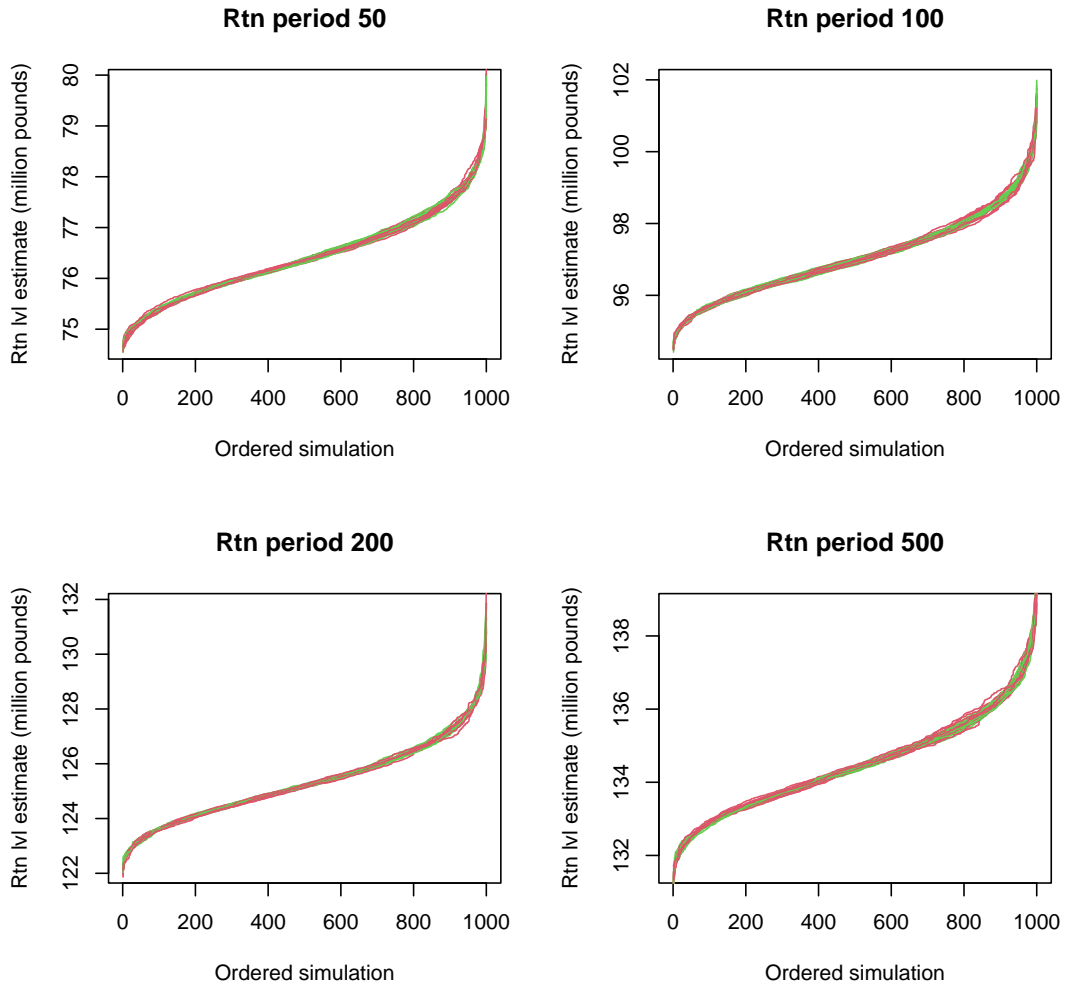 Rtn period 50
Rtn lvl estimate (million pounds)
80
79
78
77
76
75
0 200 400 600 800 1000
Ordered simulation
Rtn period 100
Rtn lvl estimate (million pounds)
102
100
98
96
0 200 400 600 800 1000
Ordered simulation
Rtn period 200
Rtn lvl estimate (million pounds)
132
130
128
126
124
122
0 200 400 600 800 1000
Ordered simulation
Rtn period 500
Rtn lvl estimate (million pounds)
138
136
134
132
0 200 400 600 800 1000
Ordered simulation